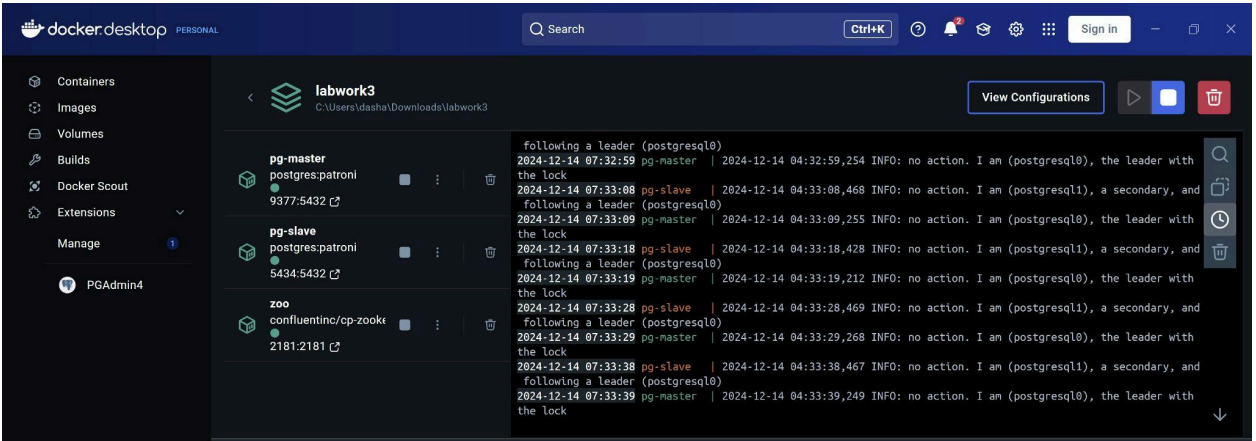 docker.desktop PERSONAL
Search
Ctrl+K
2
Sign in
Containers
Images
Volumes
Builds
Docker Scout
Extensions
Manage 1
PGAdmin4
labwork3
C:\Users\dasha\Downloads\labwork3
View Configurations
pg-master
postgres:patroni
9377:5432
pg-slave
postgres:patroni
5434:5432
zoo
confluentinc/cp-zooke
2181:2181
following a leader (postgresql0)
2024-12-14 07:32:59 pg-master | 2024-12-14 04:32:59,254 INFO: no action. I am (postgresql0), the leader with
the lock
2024-12-14 07:33:08 pg-slave | 2024-12-14 04:33:08,468 INFO: no action. I am (postgresql1), a secondary, and
following a leader (postgresql0)
2024-12-14 07:33:09 pg-master | 2024-12-14 04:33:09,255 INFO: no action. I am (postgresql0), the leader with
the lock
2024-12-14 07:33:18 pg-slave | 2024-12-14 04:33:18,428 INFO: no action. I am (postgresql1), a secondary, and
following a leader (postgresql0)
2024-12-14 07:33:19 pg-master | 2024-12-14 04:33:19,212 INFO: no action. I am (postgresql0), the leader with
the lock
2024-12-14 07:33:28 pg-slave | 2024-12-14 04:33:28,469 INFO: no action. I am (postgresql1), a secondary, and
following a leader (postgresql0)
2024-12-14 07:33:29 pg-master | 2024-12-14 04:33:29,268 INFO: no action. I am (postgresql0), the leader with
the lock
2024-12-14 07:33:38 pg-slave | 2024-12-14 04:33:38,467 INFO: no action. I am (postgresql1), a secondary, and
following a leader (postgresql0)
2024-12-14 07:33:39 pg-master | 2024-12-14 04:33:39,249 INFO: no action. I am (postgresql0), the leader with
the lock